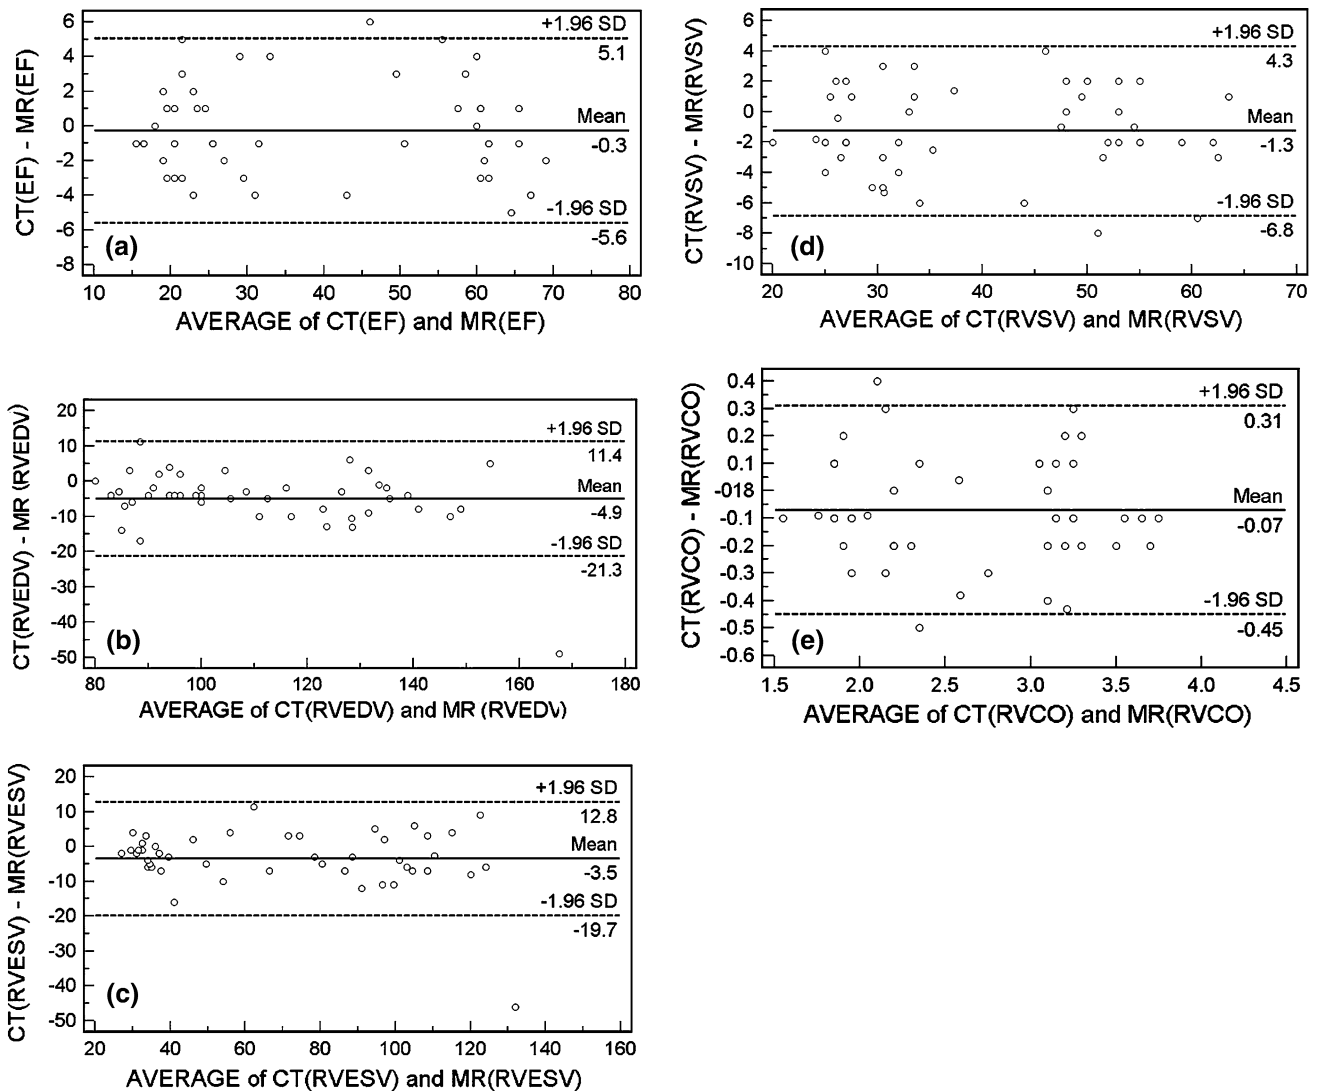 CT(EF) - MR(EF)
6
4
2
0
-2
-4
-6
-8
+1.96 SD
5.1
Mean
-0.3
-1.96 SD
-5.6
(a)
10 20 30 40 50 60 70 80
AVERAGE of CT(EF) and MR(EF)
CT(RVSV) - MR(RVSV)
6
4
2
0
-2
-4
-6
-8
-10
+1.96 SD
4.3
Mean
-1.3
-1.96 SD
-6.8
(d)
20 30 40 50 60 70
AVERAGE of CT(RVSV) and MR(RVSV)
CT(RVEDV) - MR (RVEDV)
20
10
0
-10
-20
-30
-40
-50
+1.96 SD
11.4
Mean
-4.9
-1.96 SD
-21.3
(b)
80 100 120 140 160 180
AVERAGE of CT(RVEDV) and MR (RVEDV)
CT(RVCO) - MR(RVCO)
0.4
0.3
0.2
0.1
-018
-0.1
-0.2
-0.3
-0.4
-0.5
-0.6
+1.96 SD
0.31
Mean
-0.07
-1.96 SD
-0.45
(e)
1.5 2.0 2.5 3.0 3.5 4.0 4.5
AVERAGE of CT(RVCO) and MR(RVCO)
CT(RVESV) - MR(RVESV)
20
10
0
-10
-20
-30
-40
-50
+1.96 SD
12.8
Mean
-3.5
-1.96 SD
-19.7
(c)
20 40 60 80 100 120 140 160
AVERAGE of CT(RVESV) and MR(RVESV)